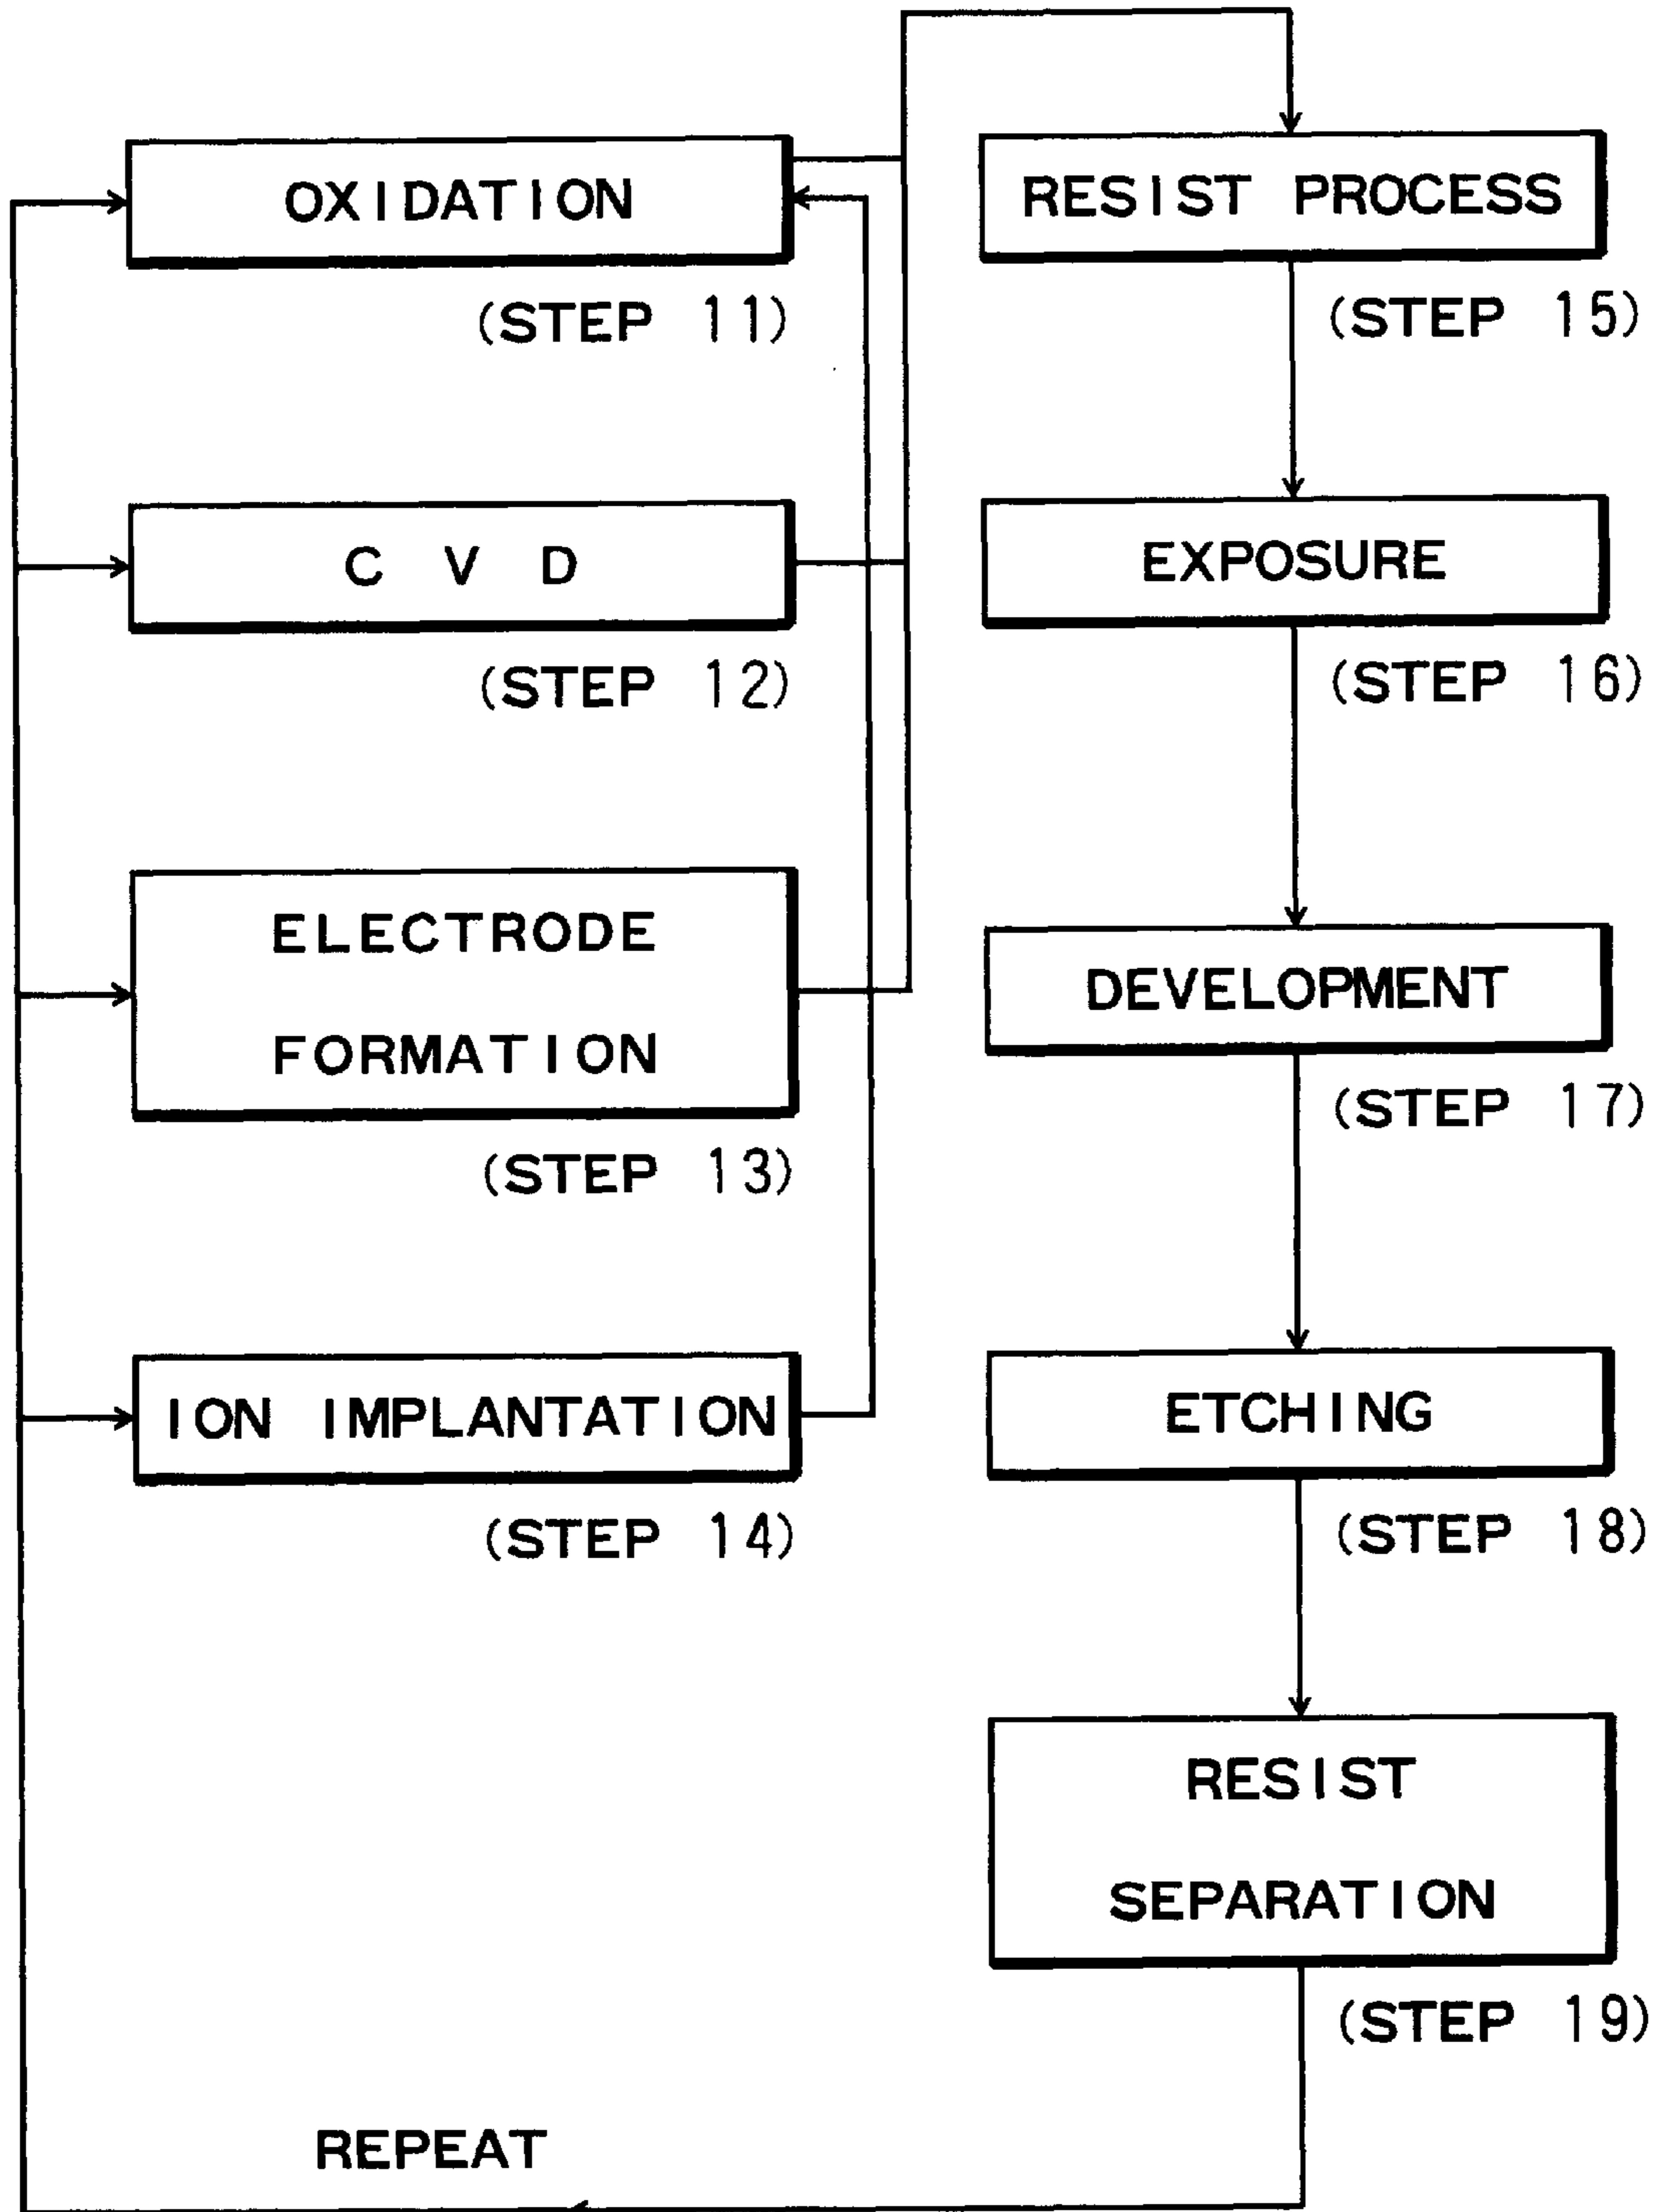 OXIDATION
(STEP 11)
CVD
(STEP 12)
ELECTRODE
FORMATION
(STEP 13)
ION IMPLANTATION
(STEP 14)
RESIST PROCESS
(STEP 15)
EXPOSURE
(STEP 16)
DEVELOPMENT
(STEP 17)
ETCHING
(STEP 18)
RESIST
SEPARATION
(STEP 19)
REPEAT